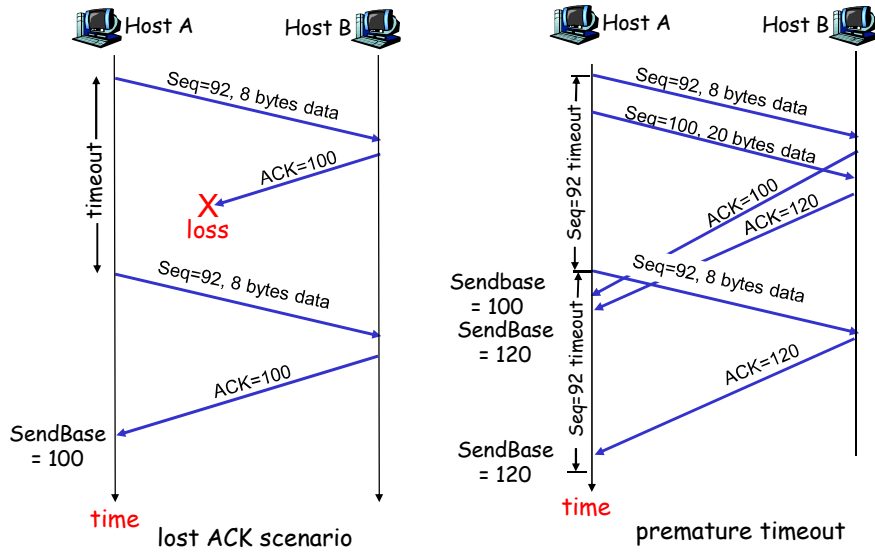 Host A
Host B
Seq=92, 8 bytes data
timeout
ACK=100
X
loss
Seq=92, 8 bytes data
ACK=100
SendBase
= 100
time
lost ACK scenario
Host A
Host B
Seq=92, 8 bytes data
Seq=100, 20 bytes data
Seq=92 timeout
ACK=100
ACK=120
Seq=92, 8 bytes data
Sendbase
= 100
SendBase
= 120
Seq=92 timeout
ACK=120
SendBase
= 120
time
premature timeout